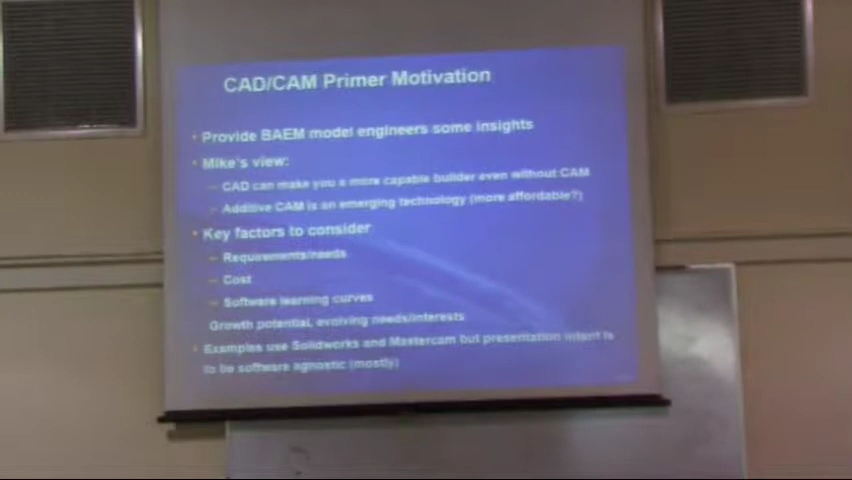 CAD/CAM Primer Motivation
• Provide BAEM model engineers some insights
• Mike's view:
– CAD can make you a more capable builder even without CAM
– Additive CAM is an emerging technology (more affordable?)
• Key factors to consider
– Requirements/needs
– Cost
– Software learning curves
Growth potential, evolving needs/interests
• Examples use Solidworks and Mastercam but presentation intent is
to be software agnostic (mostly)